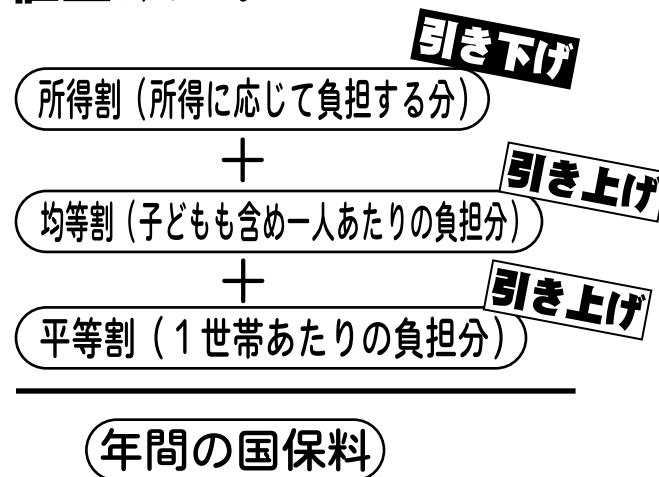 引き下げ
所得割（所得に応じて負担する分）
＋
引き上げ
均等割（子どもも含め一人あたりの負担分）
＋
引き上げ
平等割（１世帯あたりの負担分）
年間の国保料